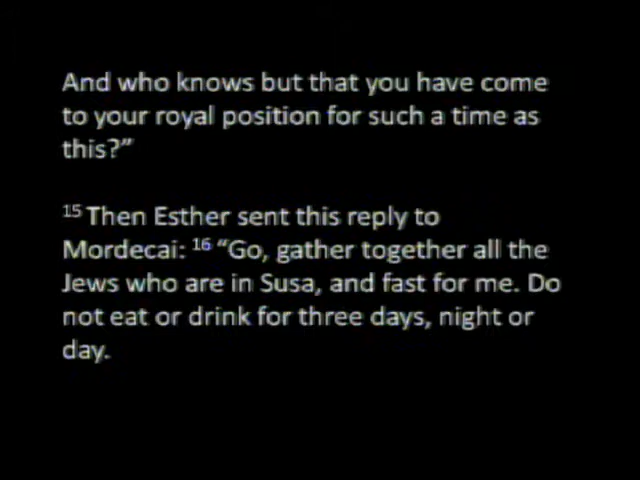 And who knows but that you have come
to your royal position for such a time as
this?”
15 Then Esther sent this reply to
Mordecai: 16 “Go, gather together all the
Jews who are in Susa, and fast for me. Do
not eat or drink for three days, night or
day.